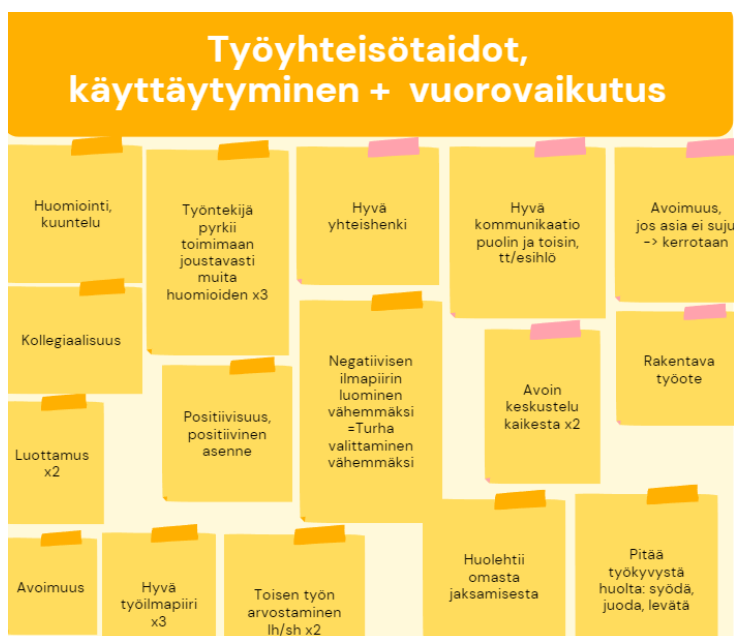 Työyhteisötaidot,
käyttäytyminen + vuorovaikutus
Huomiointi,
kuuntelu
Työntekijä
pyrkii
toimimaan
joustavasti
muita
huomioiden x3
Hyvä
yhteishenki
Hyvä
kommunikaatio
puolin ja toisin,
tt/esihlö
Avoimuus,
jos asia ei suju
-> kerrotaan
Kollegiaalisuus
Positiivisuus,
positiivinen
asenne
Negatiivisen
ilmapiirin
luominen
vähemmäksi
=Turha
valittaminen
vähemmäksi
Avoin
keskustelu
kaikesta x2
Rakentava
työote
Luottamus
x2
Avoimuus
Hyvä
työilmapiiri
x3
Toisen työn
arvostaminen
lh/sh x2
Huolehtii
omasta
jaksamisesta
Pitää
työkyvystä
huolta: syödä,
juoda, levätä